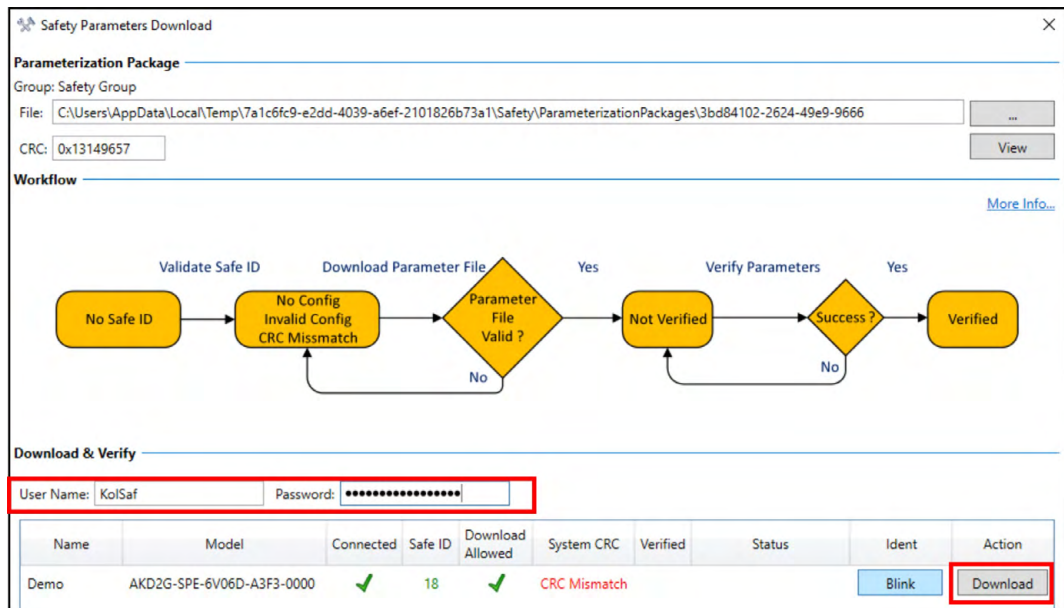 Safety Parameters Download
Parameterization Package
Group: Safety Group
File: C:\Users\AppData\Local\Temp\7a1c6fc9-e2dd-4039-a6ef-2101826b73a1\Safety\ParameterizationPackages\3bd84102-2624-49e9-9666 ...
CRC: 0x13149657 View
Workflow
More Info...
Validate Safe ID Download Parameter File Yes Verify Parameters Yes
No Safe ID
No Config
Invalid Config
CRC Missmatch
Parameter
File
Valid ?
Not Verified
Success ?
Verified
No
No
Download & Verify
User Name: KolSaf Password: •••••••••••••••••
Name Model Connected Safe ID Download Allowed System CRC Verified Status Ident Action
Demo AKD2G-SPE-6V06D-A3F3-0000 ✓ 18 ✓ CRC Mismatch Blink Download